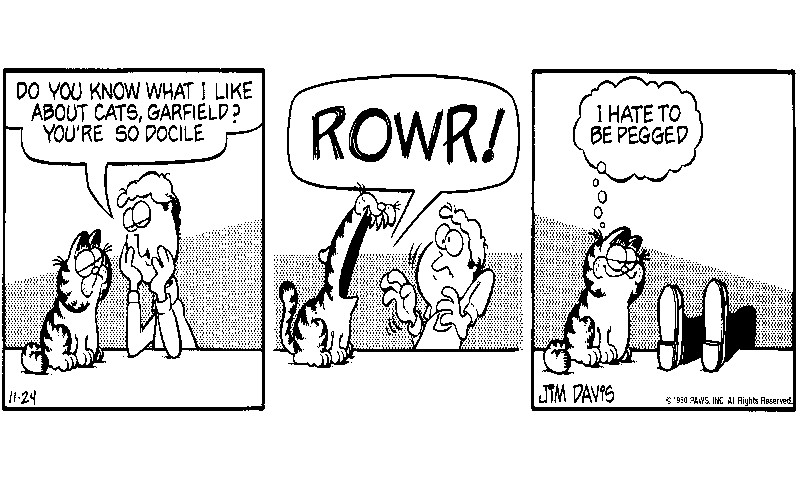 DO YOU KNOW WHAT I LIKE
ABOUT CATS, GARFIELD?
YOU'RE SO DOCILE
ROWR!
I HATE TO
BE PEGGED
11-24
JIM DAVIS
© 1990 PAWS, INC. All Rights Reserved.